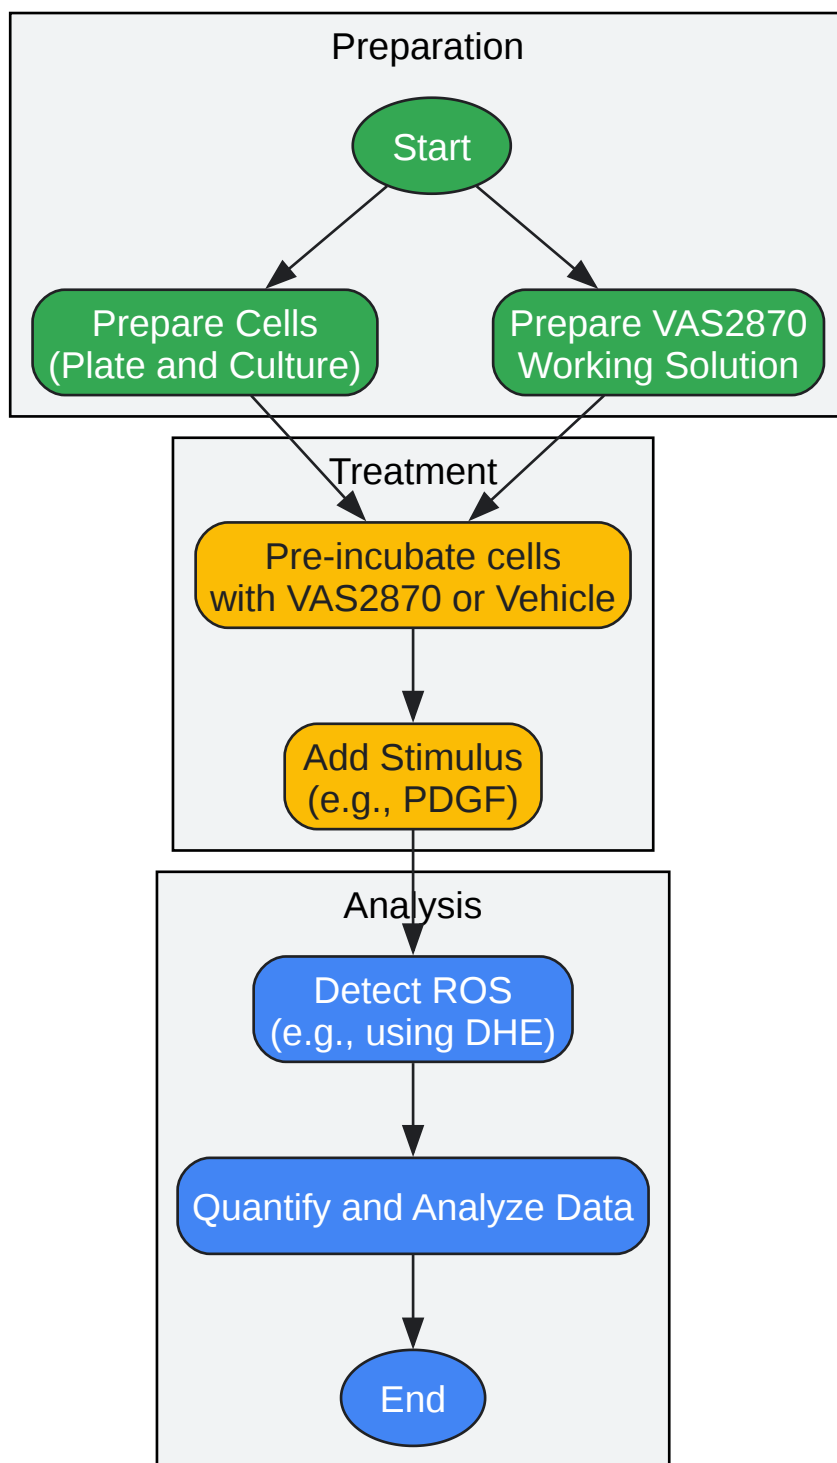 Preparation
Start
Prepare Cells
(Plate and Culture)
Prepare VAS2870
Working Solution
Treatment
Pre-incubate cells
with VAS2870 or Vehicle
Add Stimulus
(e.g., PDGF)
Analysis
Detect ROS
(e.g., using DHE)
Quantify and Analyze Data
End